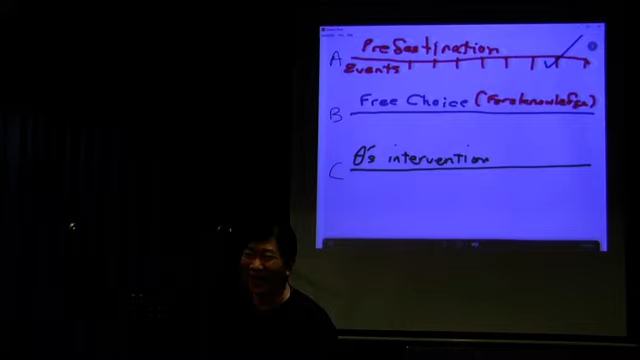 A Predestination
Events
B Free Choice (Foreknowledge)
C θ's intervention